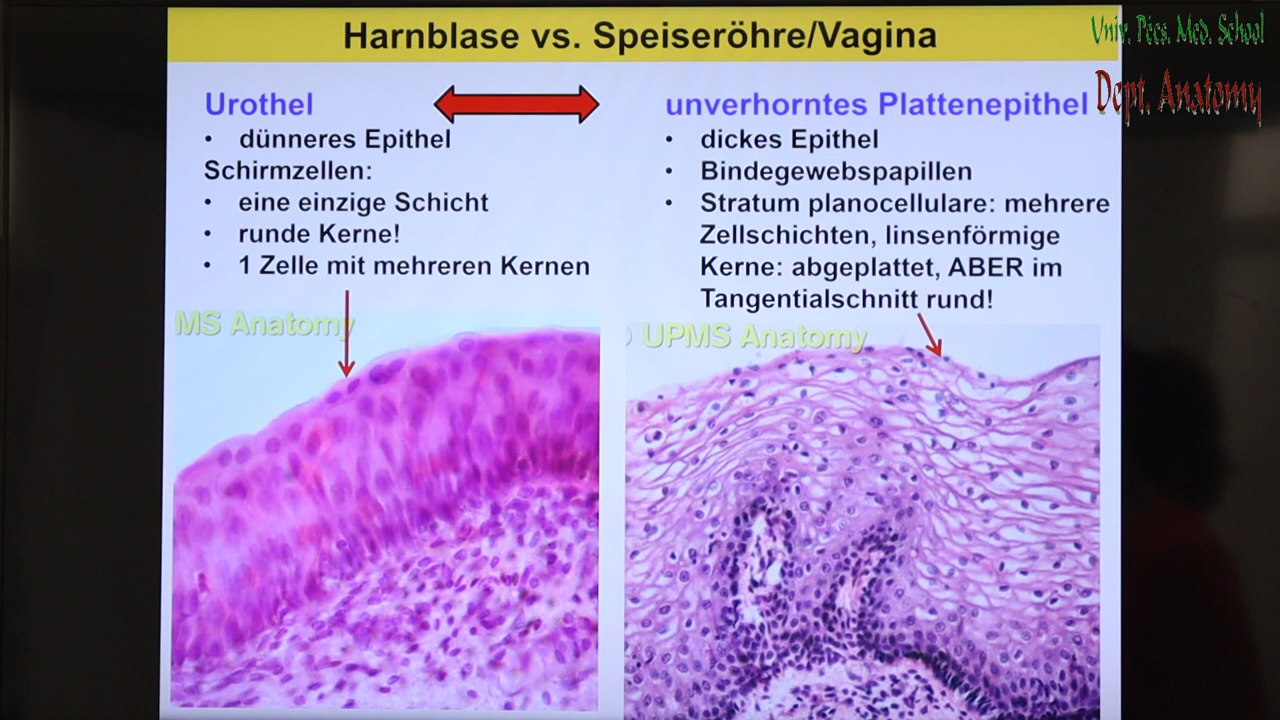 Harnblase vs. Speiseröhre/Vagina
Univ. Pécs. Med. School
Dept. Anatomy
Urothel
• dünneres Epithel
Schirmzellen:
• eine einzige Schicht
• runde Kerne!
• 1 Zelle mit mehreren Kernen
unverhorntes Plattenepithel
• dickes Epithel
• Bindegewebspapillen
• Stratum planocellulare: mehrere
Zellschichten, linsenförmige
Kerne: abgeplattet, ABER im
Tangentialschnitt rund!
MS Anatomy
UPMS Anatomy